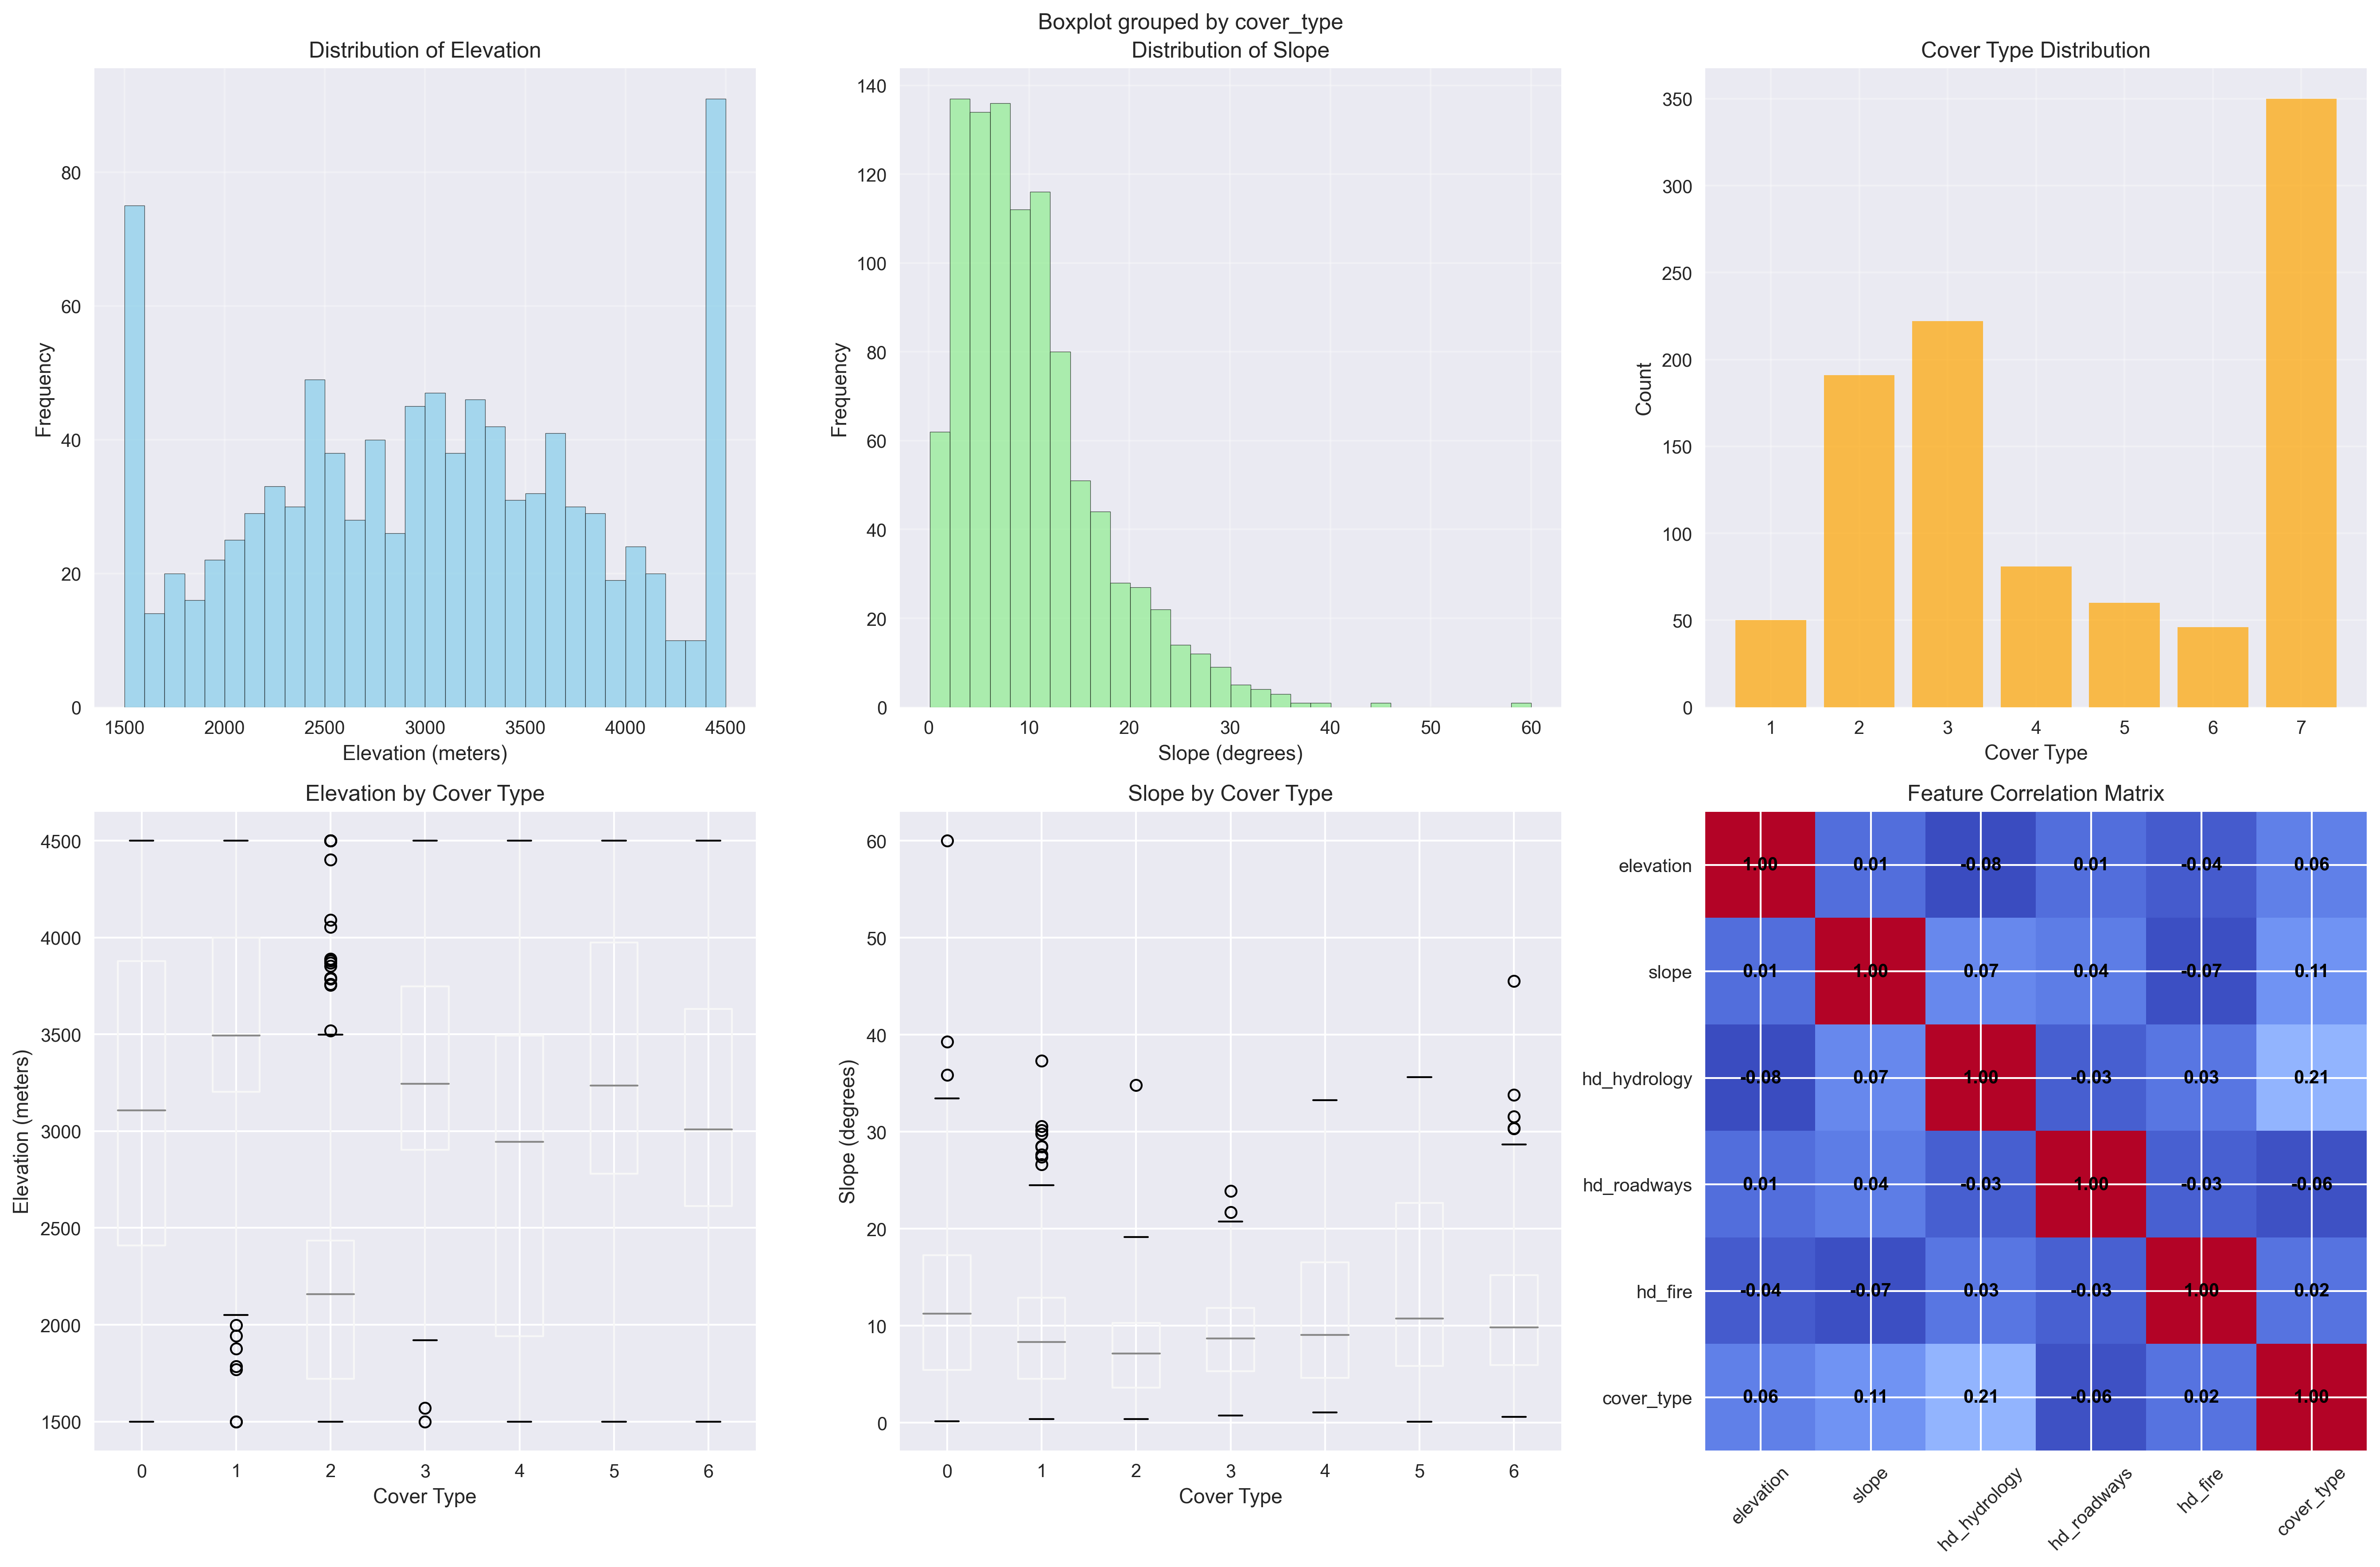 Boxplot grouped by cover_type
Distribution of Elevation
Frequency
80
60
40
20
0
1500 2000 2500 3000 3500 4000 4500
Elevation (meters)
Distribution of Slope
Frequency
140
120
100
80
60
40
20
0
0 10 20 30 40 50 60
Slope (degrees)
Cover Type Distribution
Count
350
300
250
200
150
100
50
0
1 2 3 4 5 6 7
Cover Type
Elevation by Cover Type
Elevation (meters)
4500
4000
3500
3000
2500
2000
1500
0 1 2 3 4 5 6
Cover Type
Slope by Cover Type
Slope (degrees)
60
50
40
30
20
10
0
0 1 2 3 4 5 6
Cover Type
Feature Correlation Matrix
elevation 1.00 0.01 -0.08 0.01 -0.04 0.06
slope 0.01 1.00 0.07 0.04 -0.07 0.11
hd_hydrology -0.08 0.07 1.00 -0.03 0.03 0.21
hd_roadways 0.01 0.04 -0.03 1.00 -0.03 -0.06
hd_fire -0.04 -0.07 0.03 -0.03 1.00 0.02
cover_type 0.06 0.11 0.21 -0.06 0.02 1.00
elevation slope hd_hydrology hd_roadways hd_fire cover_type